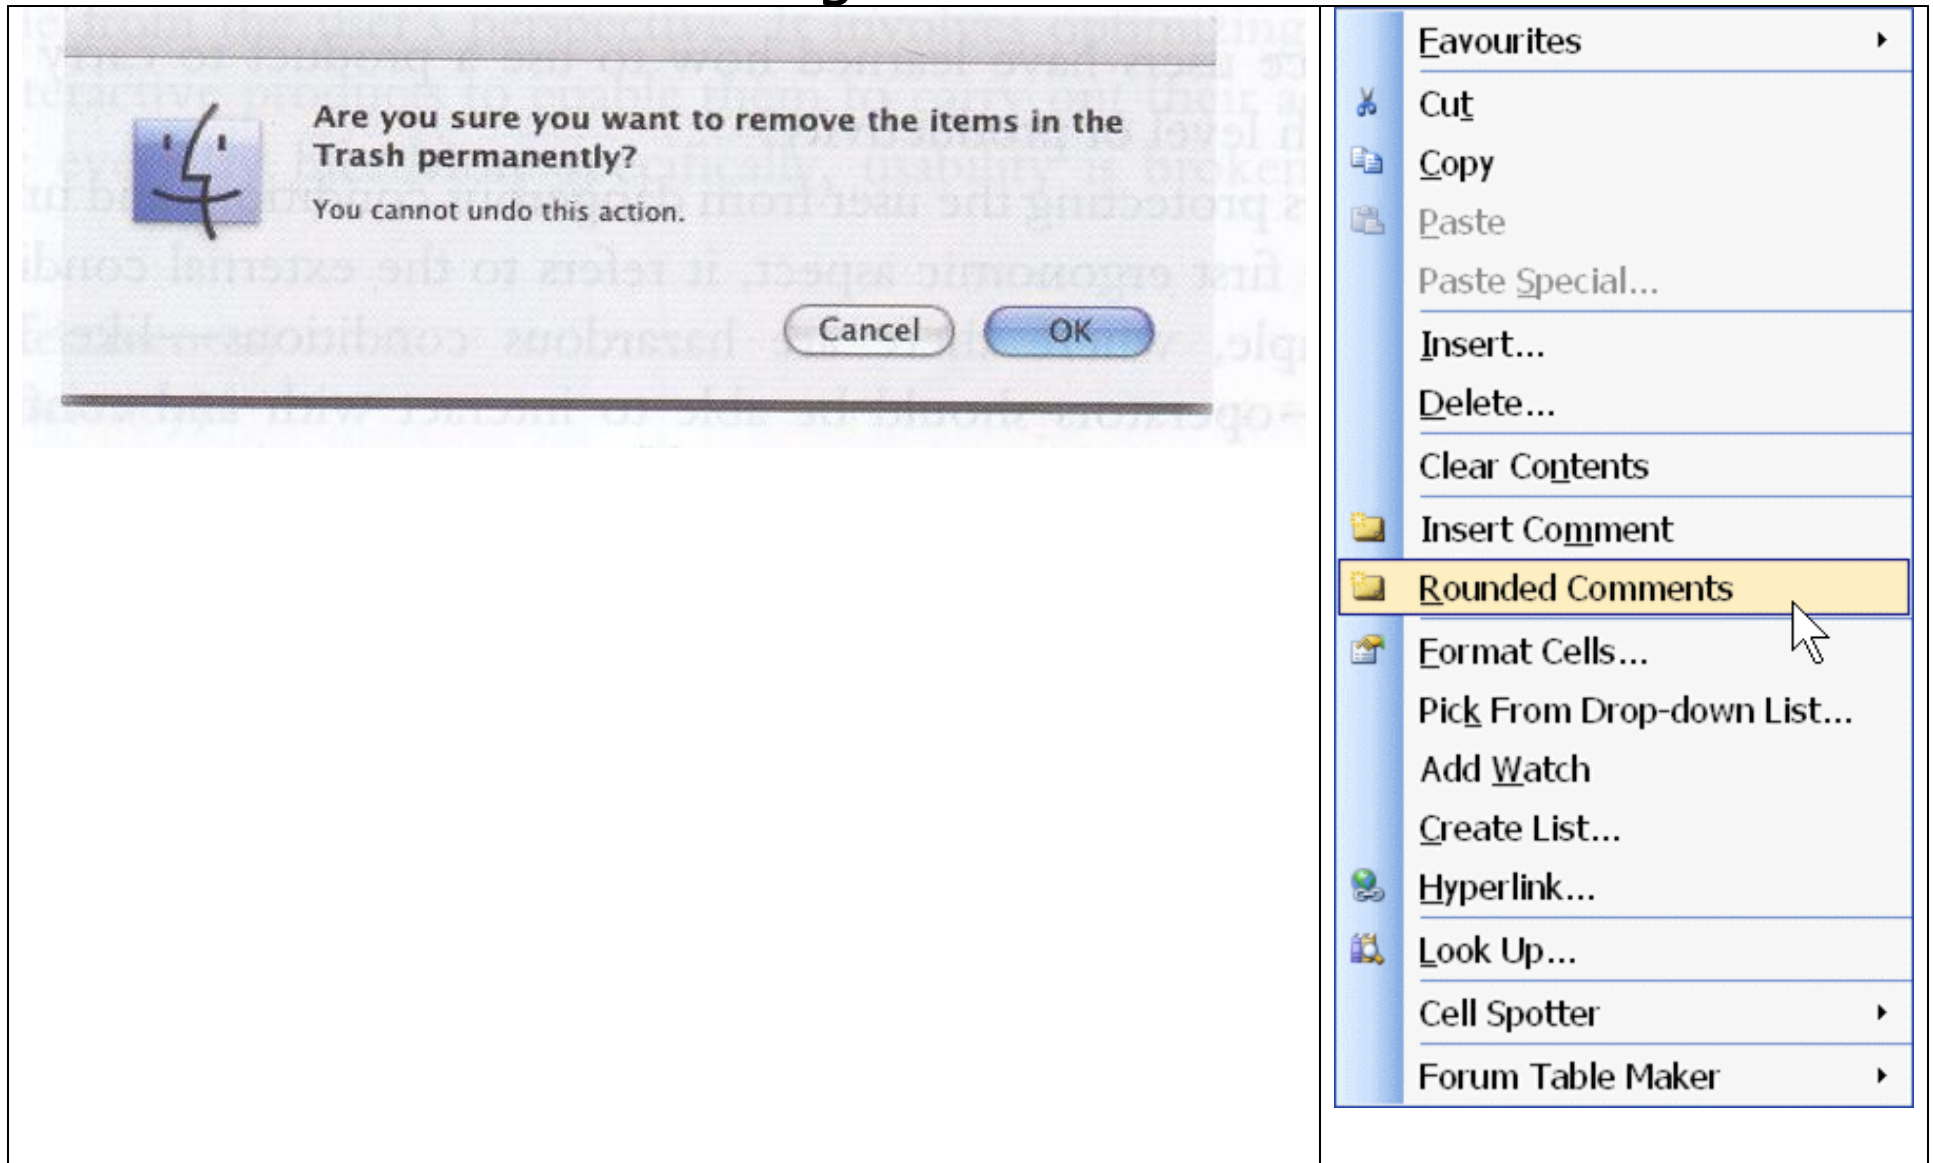 Are you sure you want to remove the items in the
Trash permanently?
You cannot undo this action.
Cancel
OK
Favourites
Cut
Copy
Paste
Paste Special...
Insert...
Delete...
Clear Contents
Insert Comment
Rounded Comments
Format Cells...
Pick From Drop-down List...
Add Watch
Create List...
Hyperlink...
Look Up...
Cell Spotter
Forum Table Maker